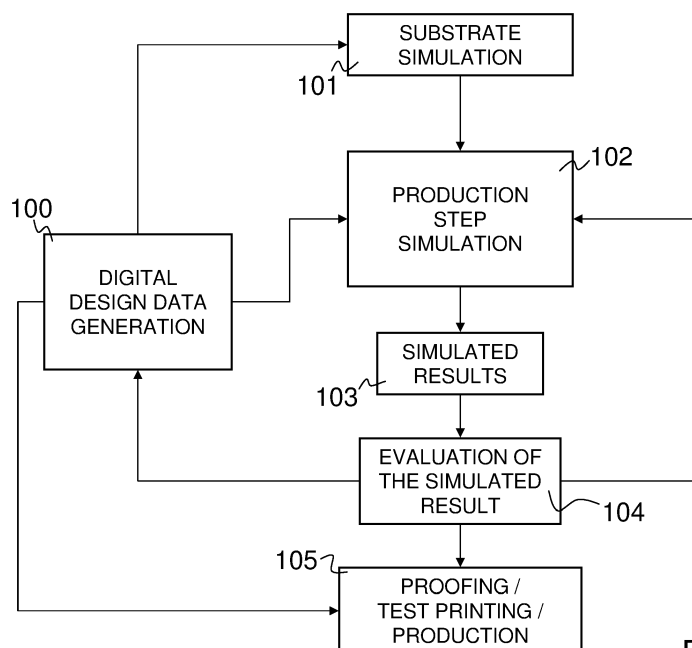 SUBSTRATE
SIMULATION
101
102
PRODUCTION
STEP
SIMULATION
100
DIGITAL
DESIGN DATA
GENERATION
SIMULATED
RESULTS
103
EVALUATION OF
THE SIMULATED
RESULT
104
105
PROOFING /
TEST PRINTING /
PRODUCTION